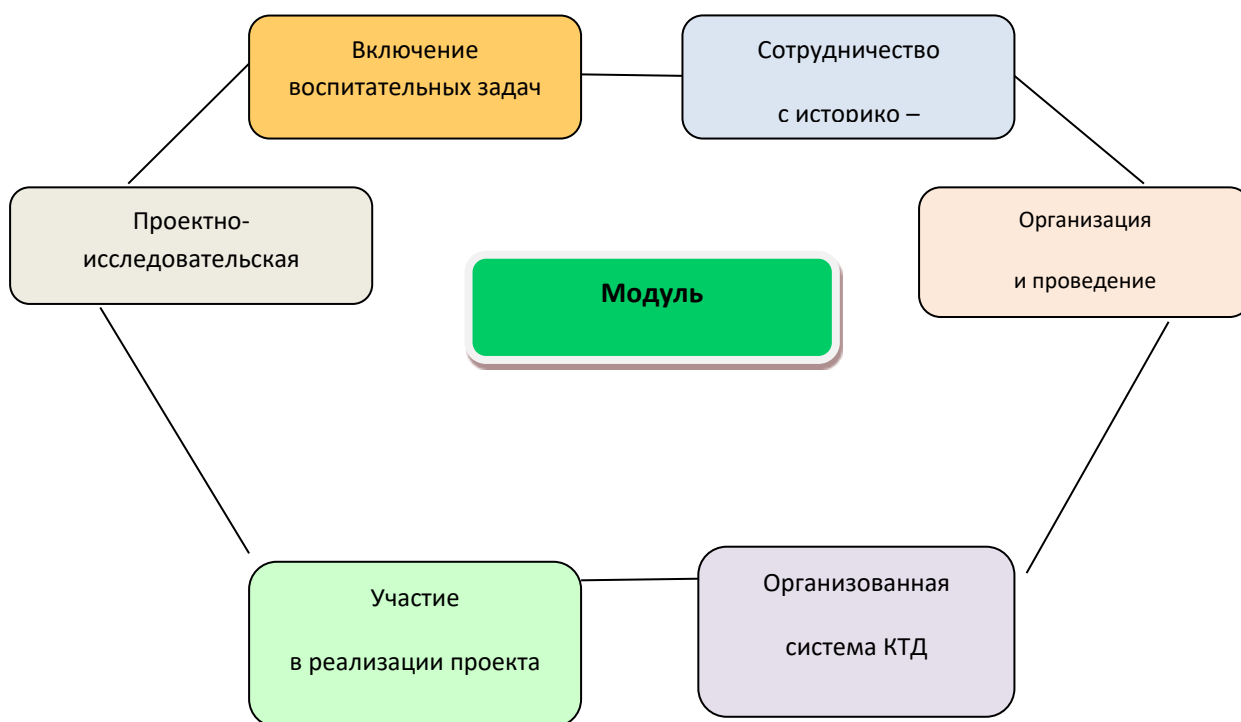 Включение
воспитательных задач
Сотрудничество
с историко –
Проектно-
исследовательская
Организация
и проведение
Модуль
Участие
в реализации проекта
Организованная
система КТД